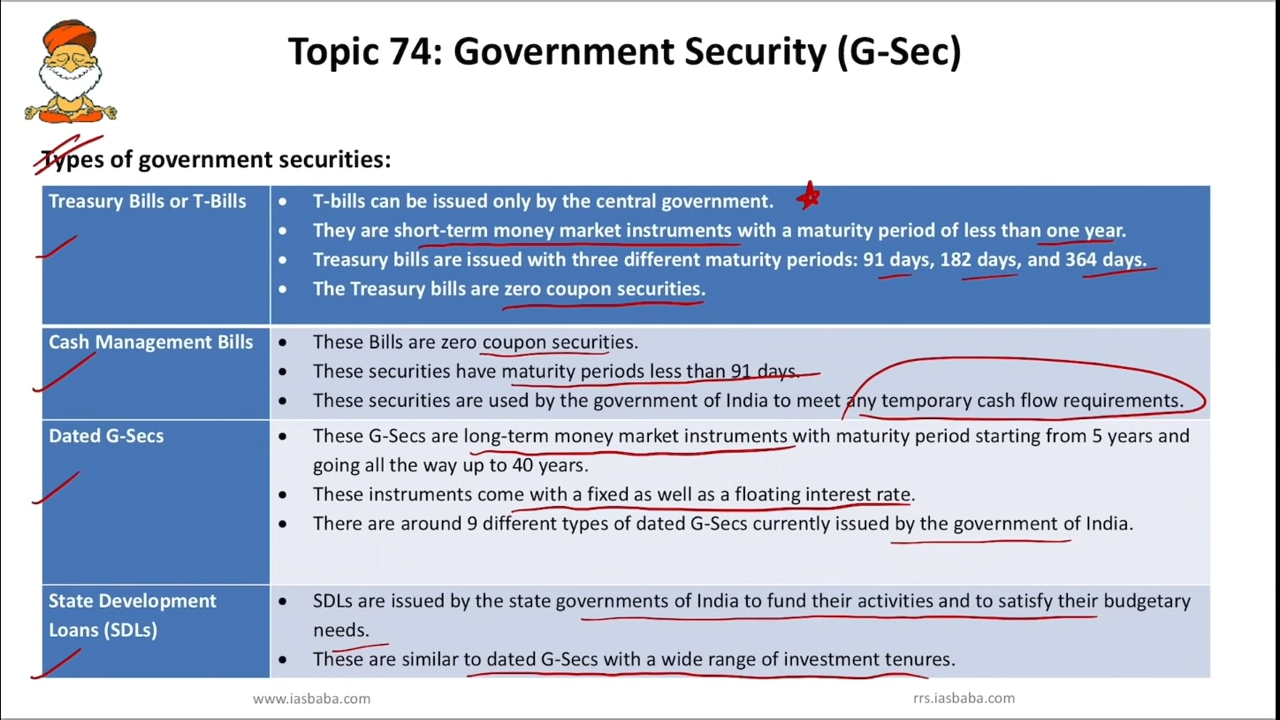 Topic 74: Government Security (G-Sec)
Types of government securities:
Treasury Bills or T-Bills
• T-bills can be issued only by the central government.
• They are short-term money market instruments with a maturity period of less than one year.
• Treasury bills are issued with three different maturity periods: 91 days, 182 days, and 364 days.
• The Treasury bills are zero coupon securities.
Cash Management Bills
• These Bills are zero coupon securities.
• These securities have maturity periods less than 91 days.
• These securities are used by the government of India to meet any temporary cash flow requirements.
Dated G-Secs
• These G-Secs are long-term money market instruments with maturity period starting from 5 years and
going all the way up to 40 years.
• These instruments come with a fixed as well as a floating interest rate.
• There are around 9 different types of dated G-Secs currently issued by the government of India.
State Development
Loans (SDLs)
• SDLs are issued by the state governments of India to fund their activities and to satisfy their budgetary
needs.
• These are similar to dated G-Secs with a wide range of investment tenures.
www.iasbaba.com
rrs.iasbaba.com